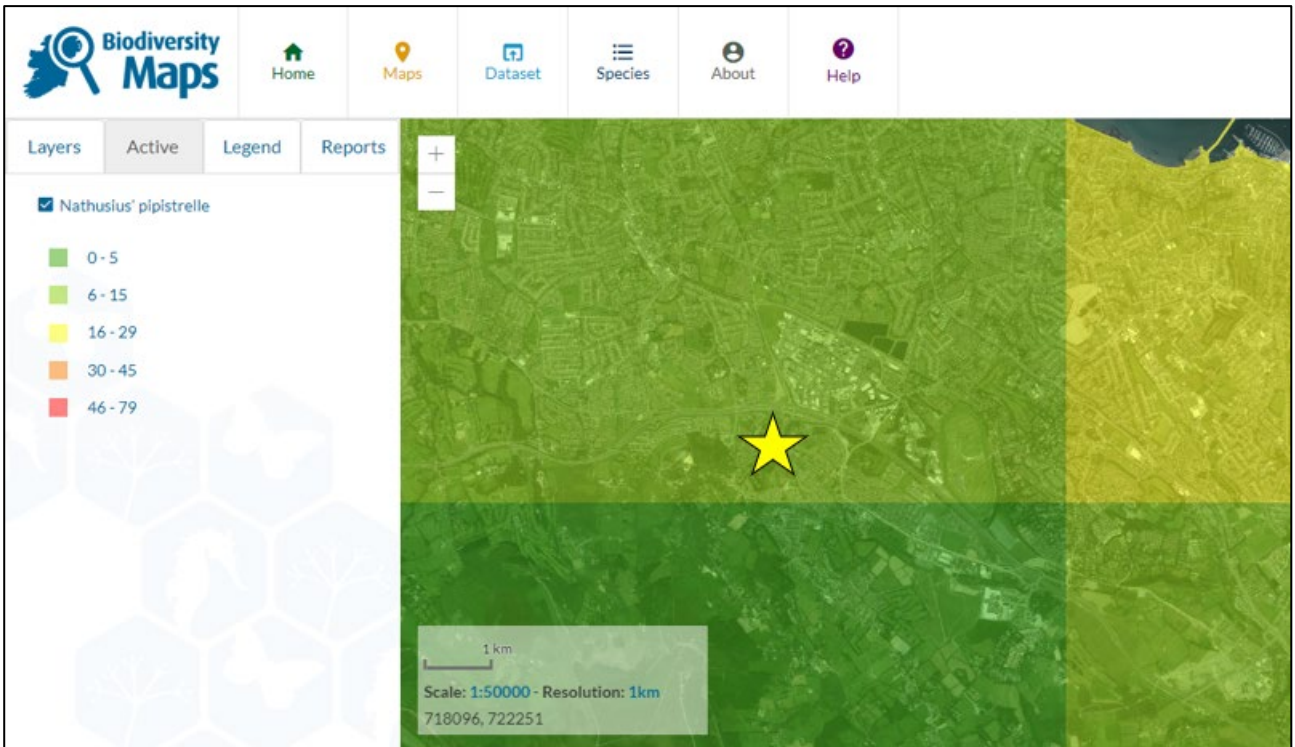 Biodiversity
Maps
Home
Maps
Dataset
Species
About
Help
Layers
Active
Legend
Reports
+
−
Nathusius' pipistrelle
0 - 5
6 - 15
16 - 29
30 - 45
46 - 79
1 km
Scale: 1:50000 - Resolution: 1km
718096, 722251